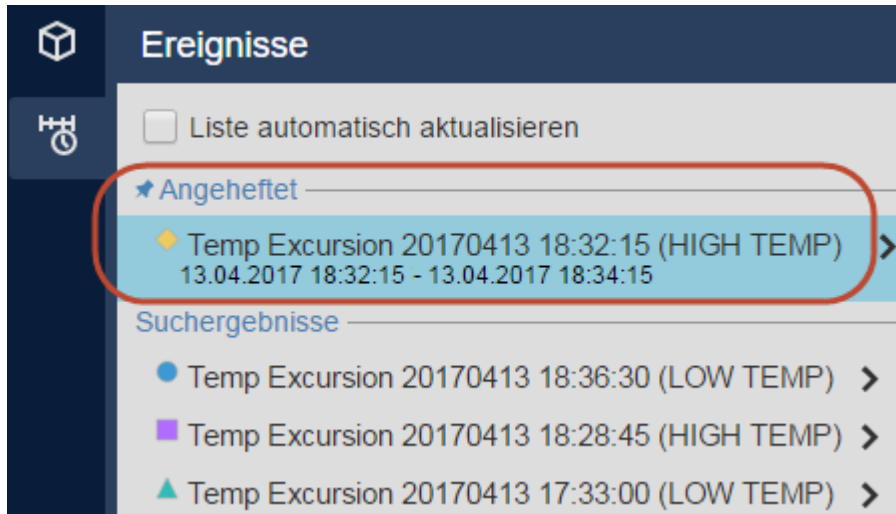 Ereignisse
Liste automatisch aktualisieren
Angeheftet
Temp Excursion 20170413 18:32:15 (HIGH TEMP)
13.04.2017 18:32:15 - 13.04.2017 18:34:15
Suchergebnisse
Temp Excursion 20170413 18:36:30 (LOW TEMP)
Temp Excursion 20170413 18:28:45 (HIGH TEMP)
Temp Excursion 20170413 17:33:00 (LOW TEMP)